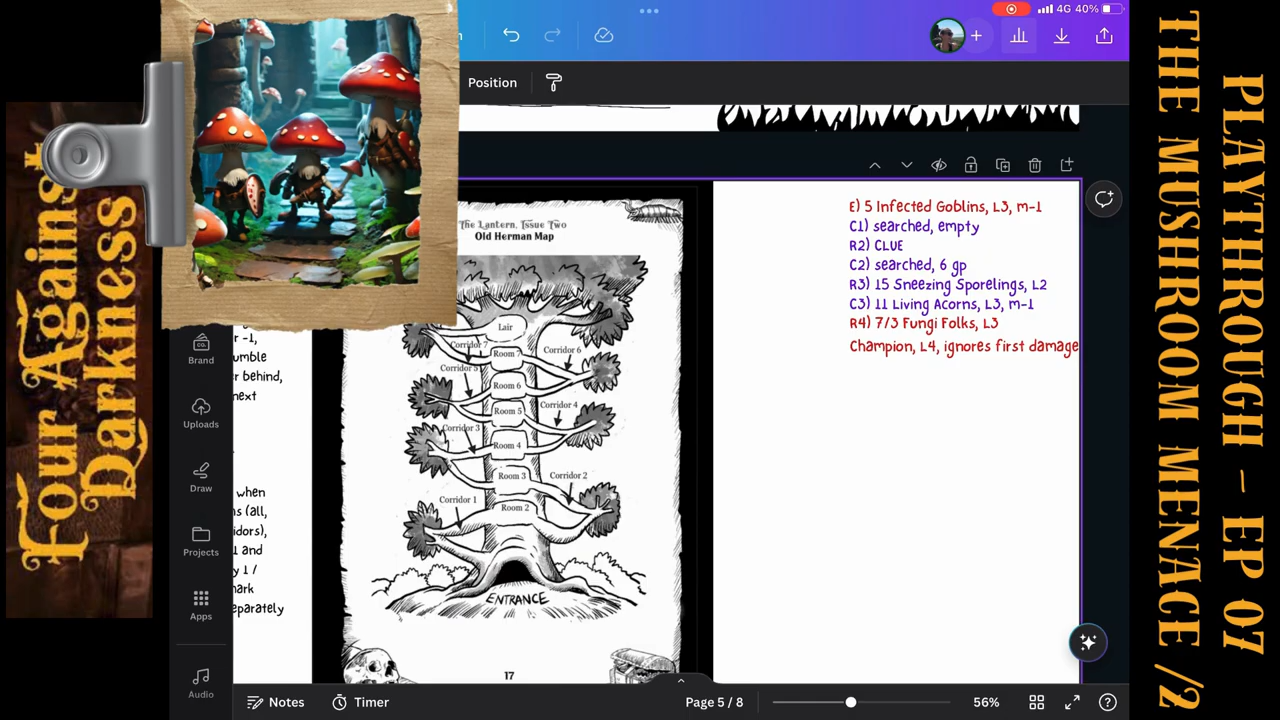 Four Against
Darkness
4G 40%
Position
r -1,
umble
r behind,
next
when
s (all,
idors),
1 and
y 1 /
ark
eparately
Brand
Uploads
Draw
Projects
Apps
Audio
The Lantern, Issue Two
Old Herman Map
Lair
Corridor 7
Room 7
Corridor 6
Corridor 5
Room 6
Room 5
Corridor 4
Corridor 3
Room 4
Room 3
Corridor 2
Corridor 1
Room 2
ENTRANCE
17
E) 5 Infected Goblins, L3, m-1
C1) searched, empty
R2) CLUE
C2) searched, 6 gp
R3) 15 Sneezing Sporelings, L2
C3) 11 Living Acorns, L3, m-1
R4) 7/3 Fungi Folks, L3
Champion, L4, ignores first damage
Notes
Timer
Page 5 / 8
56%
PLAYTHROUGH - EP 07
THE MUSHROOM MENACE /2